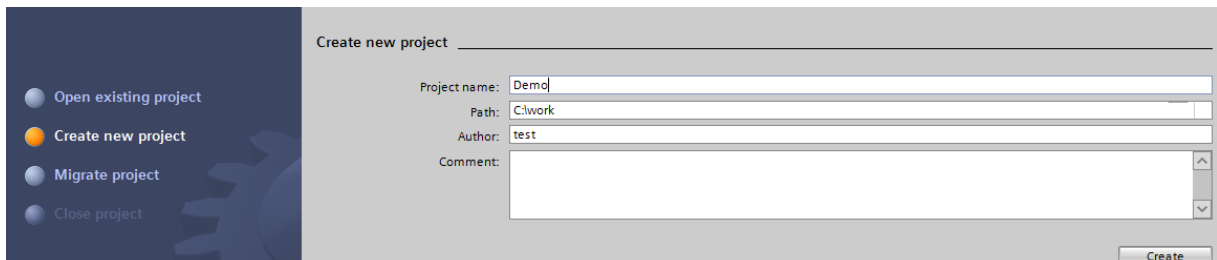 Open existing project
Create new project
Migrate project
Close project
Create new project
Project name: Demo
Path: C:\work
Author: test
Comment:
Create